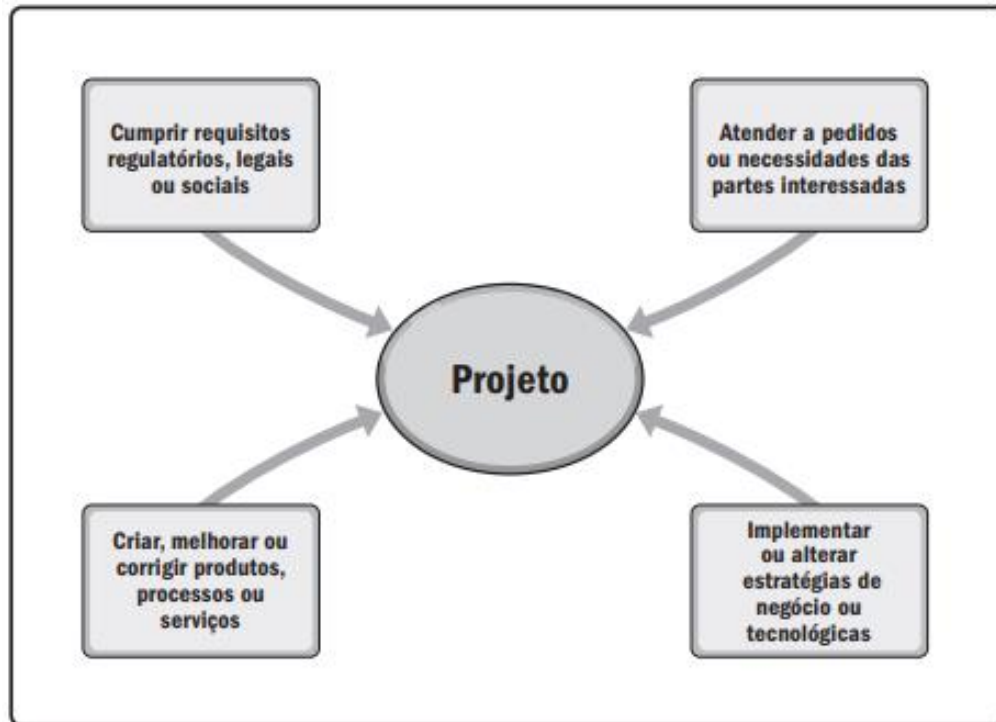 Cumprir requisitos
regulatórios, legais
ou sociais
Atender a pedidos
ou necessidades das
partes interessadas
Projeto
Criar, melhorar ou
corrigir produtos,
processos ou
serviços
Implementar
ou alterar
estratégias de
negócio ou
tecnológicas